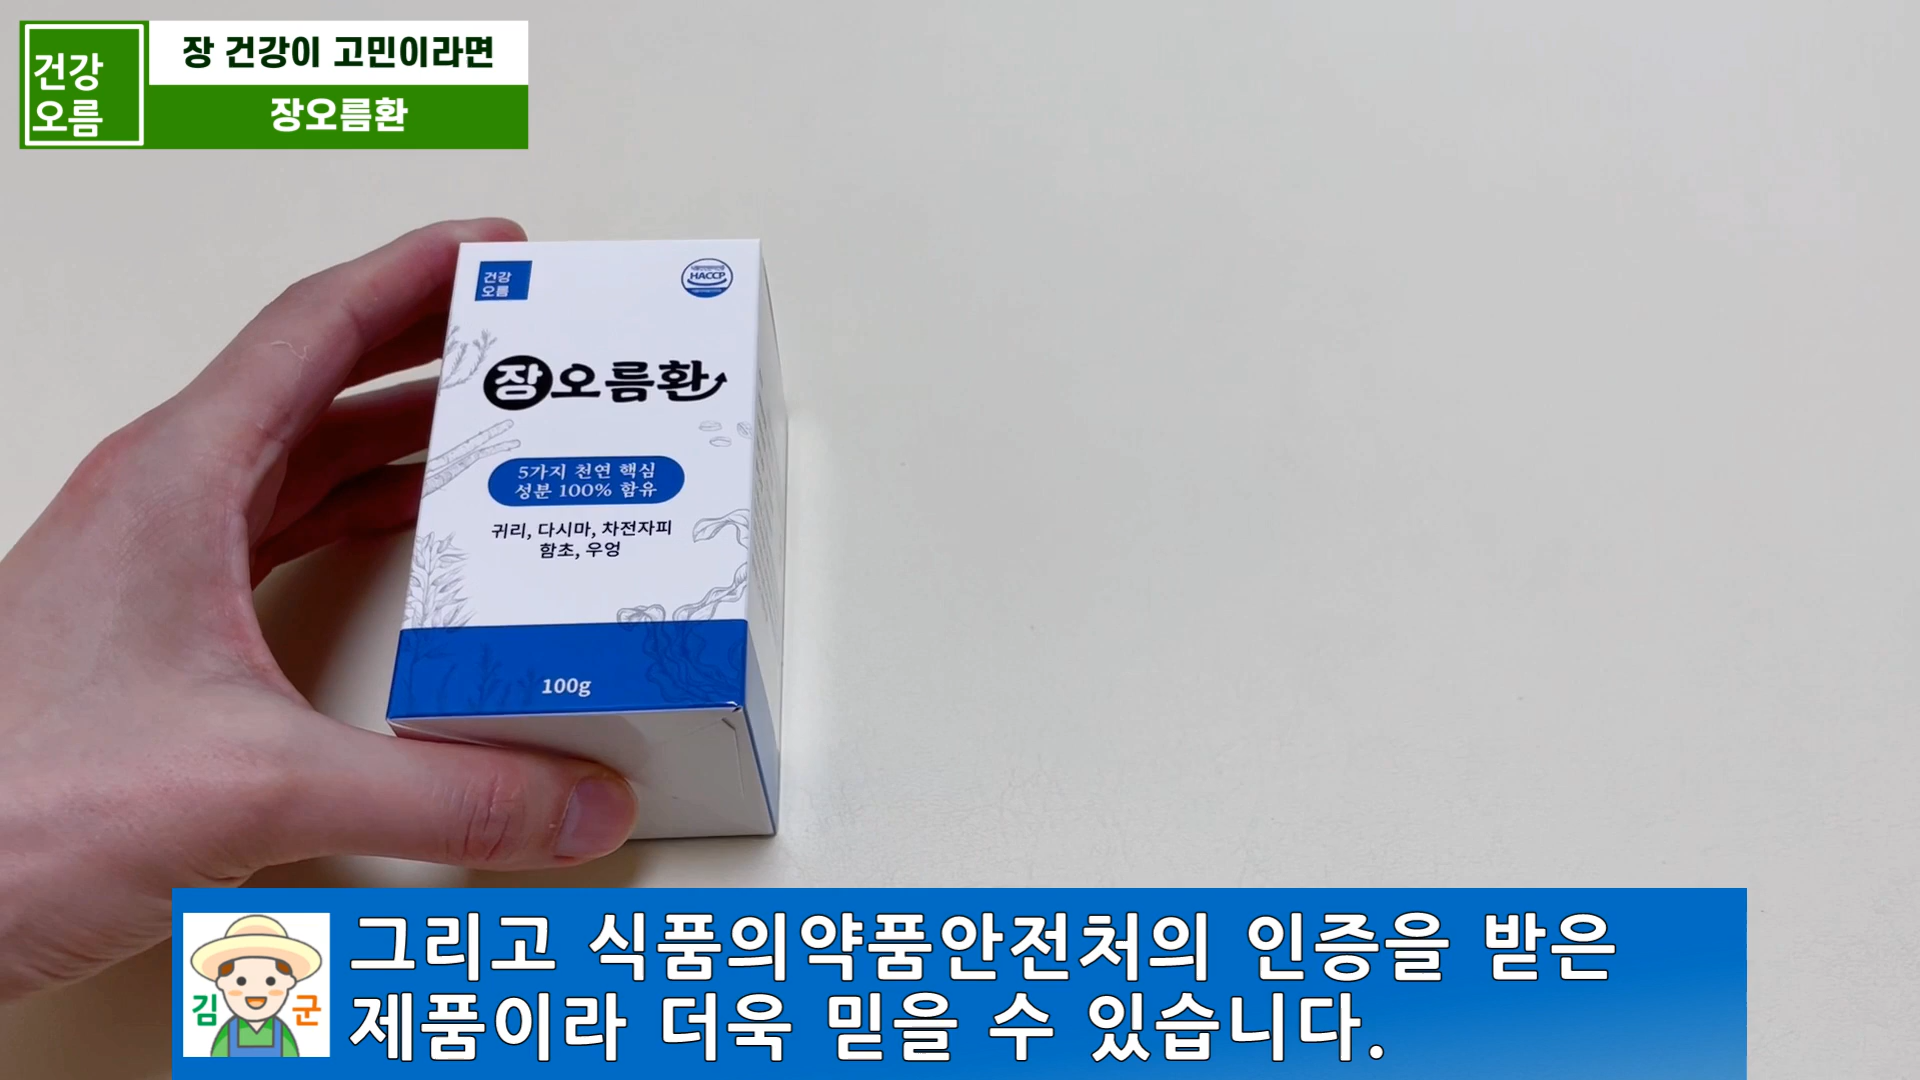 건강
오름
장 건강이 고민이라면
장오름환
건강
오름
HACCP
장오름환
5가지 천연 핵심
성분 100% 함유
귀리, 다시마, 차전자피
함초, 우엉
100g
김군
그리고 식품의약품안전처의 인증을 받은
제품이라 더욱 믿을 수 있습니다.